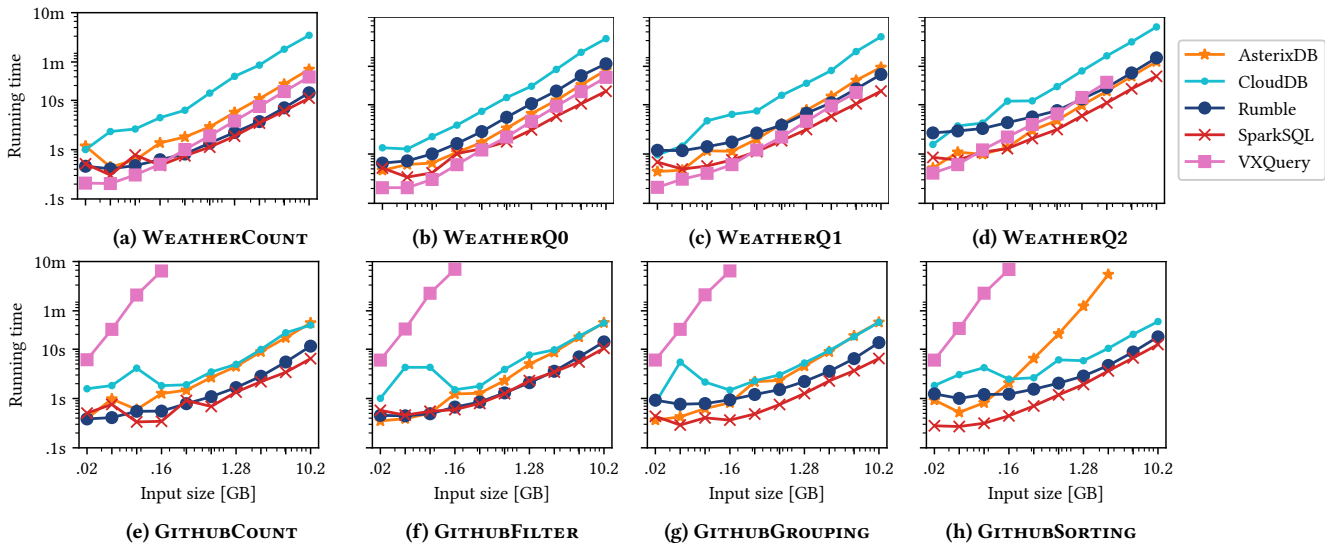 10m
1m
10s
1s
.1s
Running time
AsterixDB
CloudDB
Rumble
SparkSQL
VXQuery
(a) WEATHERCOUNT
(b) WEATHERQ0
(c) WEATHERQ1
(d) WEATHERQ2
10m
1m
10s
1s
.1s
Running time
.02 .16 1.28 10.2
.02 .16 1.28 10.2
.02 .16 1.28 10.2
.02 .16 1.28 10.2
Input size [GB]
Input size [GB]
Input size [GB]
Input size [GB]
(e) GITHUBCOUNT
(f) GITHUBFILTER
(g) GITHUBGROUPING
(h) GITHUBSORTING